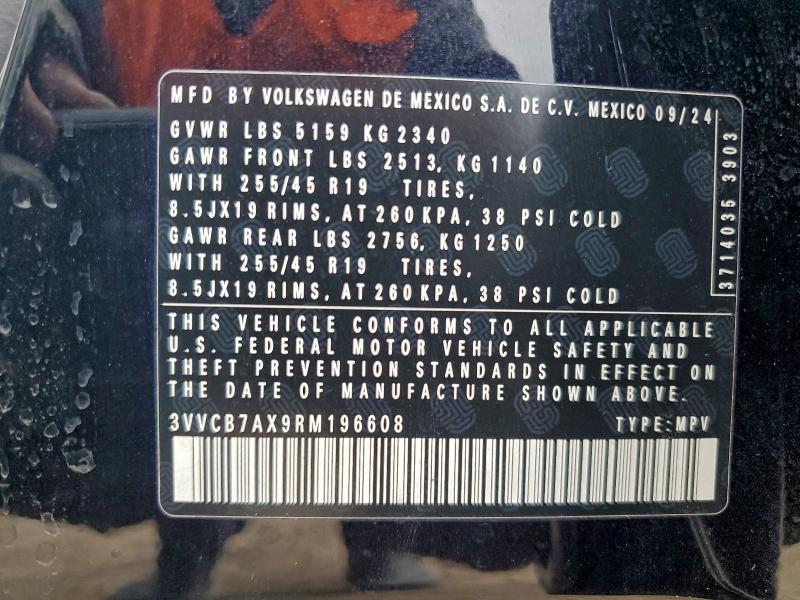 MFD BY VOLKSWAGEN DE MEXICO S.A. DE C.V. MEXICO 09/24
GVWR LBS 5159 KG 2340
GAWR FRONT LBS 2513, KG 1140
WITH 255/45 R19 TIRES,
8.5JX19 RIMS, AT 260 KPA, 38 PSI COLD
GAWR REAR LBS 2756, KG 1250
WITH 255/45 R19 TIRES,
8.5JX19 RIMS, AT 260 KPA, 38 PSI COLD
3714035 3903
THIS VEHICLE CONFORMS TO ALL APPLICABLE
U.S. FEDERAL MOTOR VEHICLE SAFETY AND
THEFT PREVENTION STANDARDS IN EFFECT ON
THE DATE OF MANUFACTURE SHOWN ABOVE.
3VVCB7AX9RM196608 TYPE: MPV